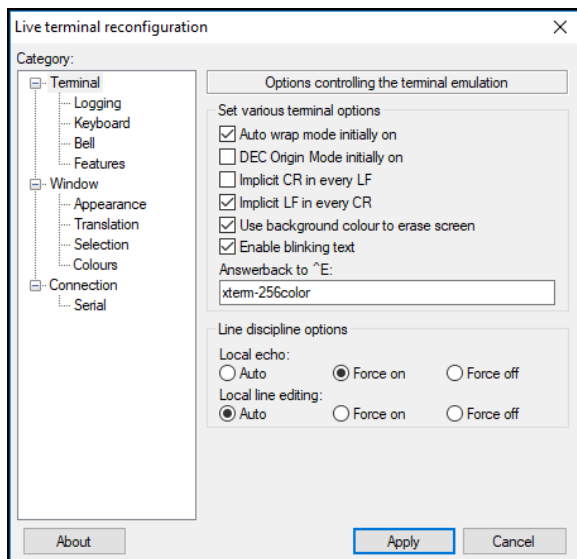 Live terminal reconfiguration
Category:
Terminal
Logging
Keyboard
Bell
Features
Window
Appearance
Translation
Selection
Colours
Connection
Serial
Options controlling the terminal emulation
Set various terminal options
Auto wrap mode initially on
DEC Origin Mode initially on
Implicit CR in every LF
Implicit LF in every CR
Use background colour to erase screen
Enable blinking text
Answerback to ^E:
xterm-256color
Line discipline options
Local echo:
Auto Force on Force off
Local line editing:
Auto Force on Force off
About Apply Cancel